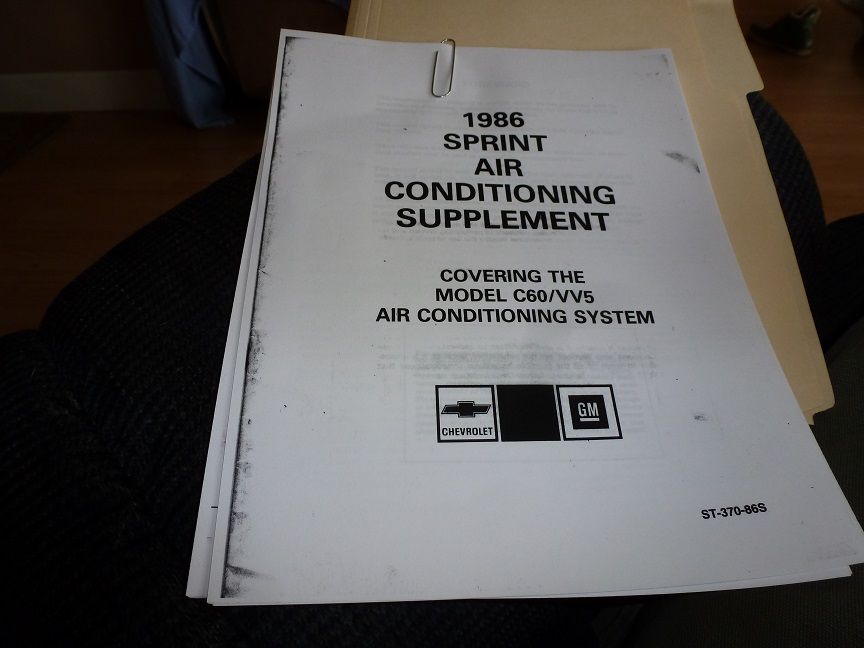 1986
SPRINT
AIR
CONDITIONING
SUPPLEMENT
COVERING THE
MODEL C60/VV5
AIR CONDITIONING SYSTEM
CHEVROLET
GM
ST-370-86S